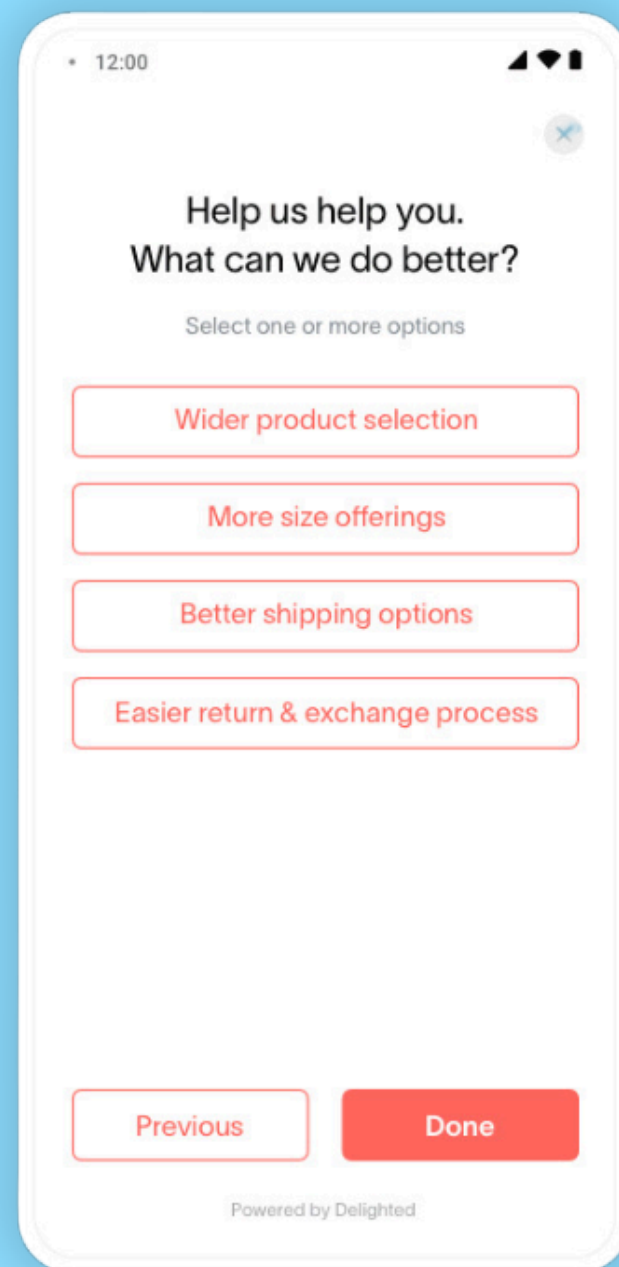 12:00
Help us help you.
What can we do better?
Select one or more options
Wider product selection
More size offerings
Better shipping options
Easier return & exchange process
Previous
Done
Powered by Delighted